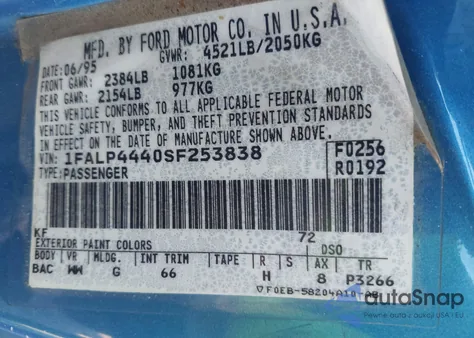 MFD. BY FORD MOTOR CO. IN U.S.A.
DATE: 06/95 GVWR: 4521LB/2050KG
FRONT GAWR: 2384LB 1081KG
REAR GAWR: 2154LB 977KG
THIS VEHICLE CONFORMS TO ALL APPLICABLE FEDERAL MOTOR
VEHICLE SAFETY, BUMPER, AND THEFT PREVENTION STANDARDS
IN EFFECT ON THE DATE OF MANUFACTURE SHOWN ABOVE.
VIN: 1FALP4440SF253838 F0256
TYPE: PASSENGER R0192
KF 72
EXTERIOR PAINT COLORS DSO
BODY VR MLDG. INT TRIM TAPE R S AX TR
BAC WW G 66 H 8 P3266
▽F0EB-58204A10-
autoSnap